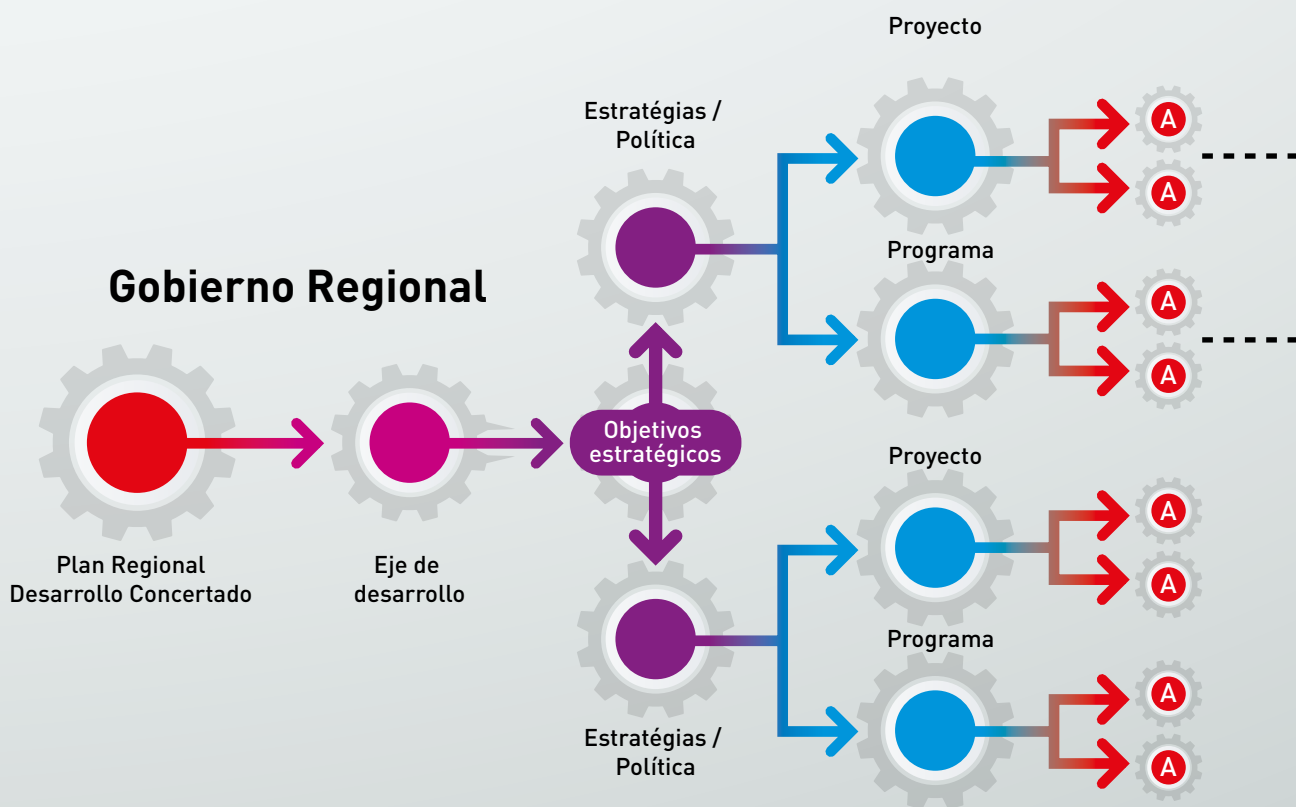 Proyecto
Estratégias /
Política
A
A
Programa
Gobierno Regional
A
A
Objetivos
estratégicos
Proyecto
A
A
Plan Regional
Desarrollo Concertado
Eje de
desarrollo
Programa
A
A
Estratégias /
Política